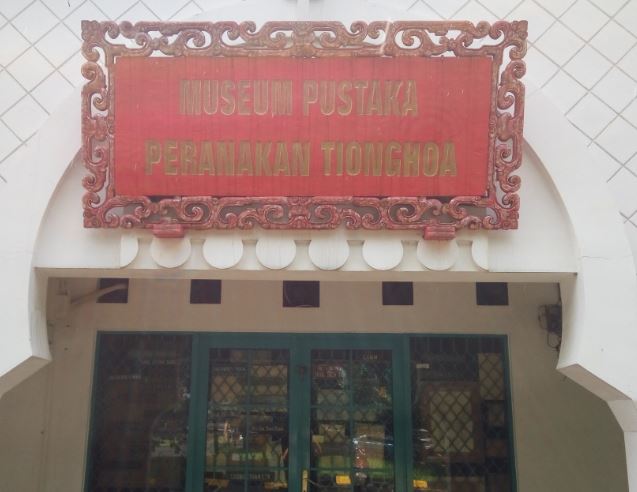 MUSEUM PUSTAKA
PERANAKAN TIONGHOA